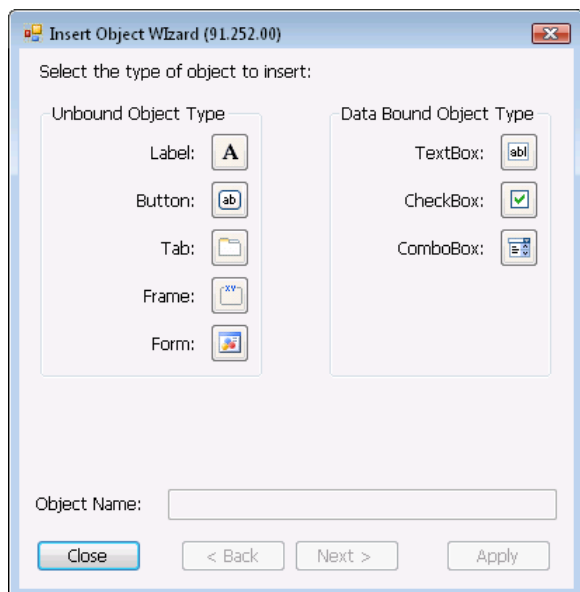 Insert Object WIzard (91.252.00)
Select the type of object to insert:
Unbound Object Type
Label: A
Button: ab
Tab:
Frame: xy
Form:
Data Bound Object Type
TextBox: abl
CheckBox:
ComboBox:
Object Name:
Close < Back Next > Apply